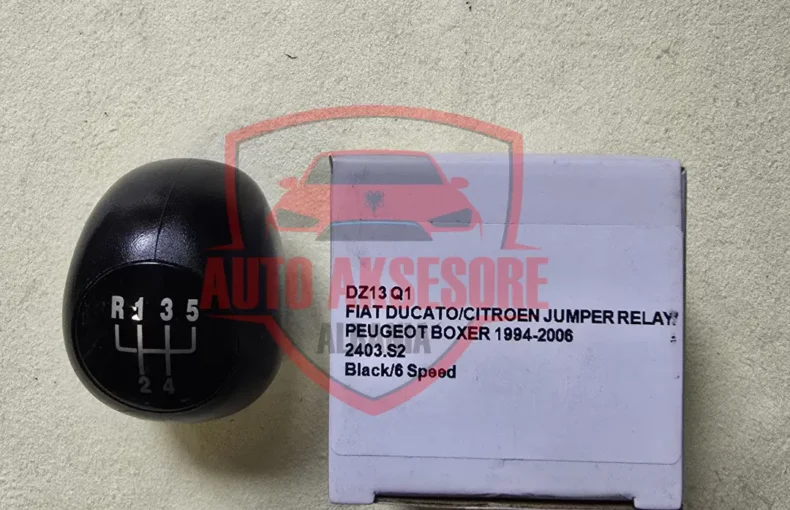 R 1 3 5
2 4
AUTO AKSESORE
ALBANIA
DZ13 Q1
FIAT DUCATO/CITROEN JUMPER RELAY/
PEUGEOT BOXER 1994-2006
2403.S2
Black/6 Speed